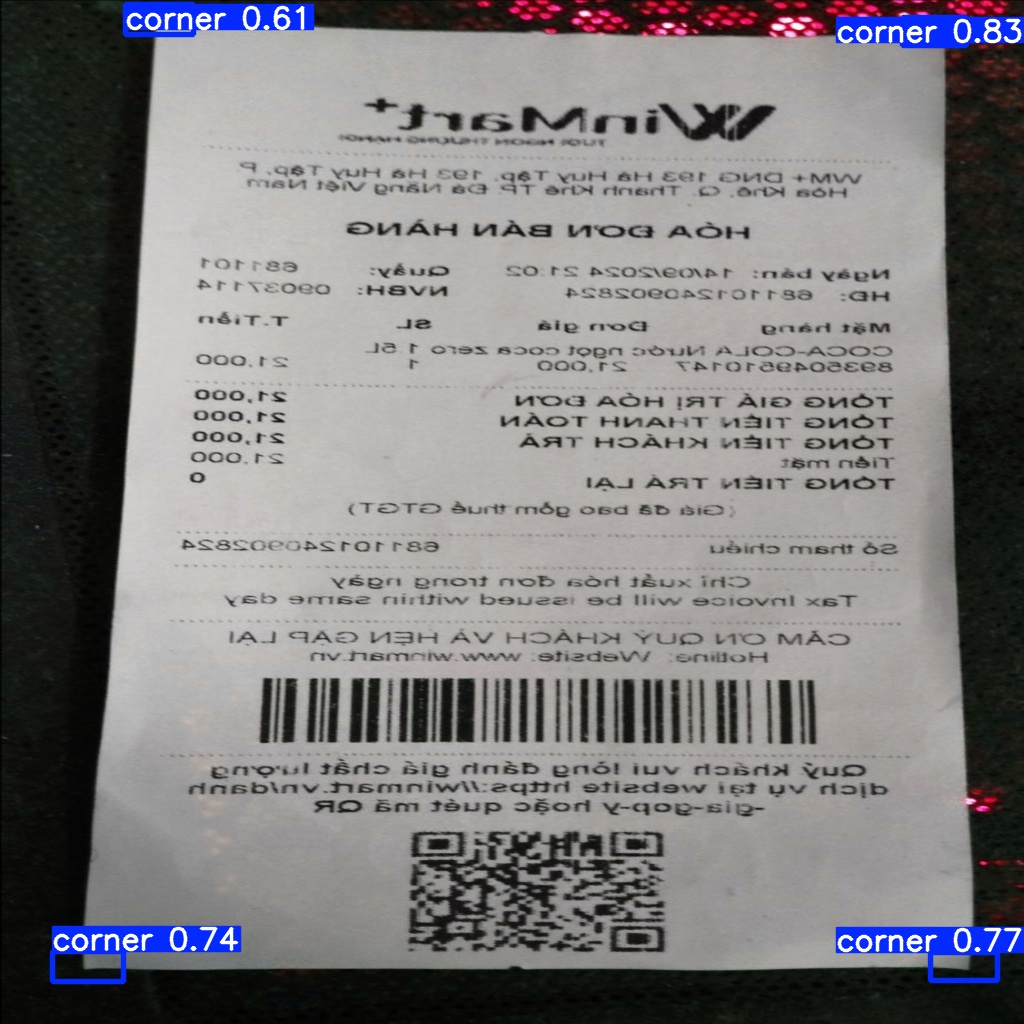 corner 0.61
corner 0.83
WinMart+
TƯƠI NGON THƯỢNG HẠNG
WM+ DNG 193 Hà Huy Tập, 193 Hà Huy Tập, P.
Hòa Khê, Q. Thanh Khê TP. Đà Nẵng Việt Nam
HÓA ĐƠN BÁN HÀNG
Ngày bán: 14/09/2024 21:02 Quầy: 681101
HĐ: 681101240902824 NVBH: 09037114
Mặt hàng Đơn giá SL T.Tiền
COCA-COLA Nước ngọt coca zero 1.5L
8935049510147 21,000 1 21,000
TỔNG GIÁ TRỊ HÓA ĐƠN 21,000
TỔNG TIỀN THANH TOÁN 21,000
TỔNG TIỀN KHÁCH TRẢ 21,000
Tiền mặt 21,000
TỔNG TIỀN TRẢ LẠI 0
(Giá đã bao gồm thuế GTGT)
Số tham chiếu 681101240902824
Chỉ xuất hóa đơn trong ngày
Tax Invoice will be issued within same day
CẢM ƠN QUÝ KHÁCH VÀ HẸN GẶP LẠI
Hotline: Website: www.winmart.vn
Quý khách vui lòng đánh giá chất lượng
dịch vụ tại website https://winmart.vn/danh
-gia-gop-y hoặc quét mã QR
corner 0.74
corner 0.77